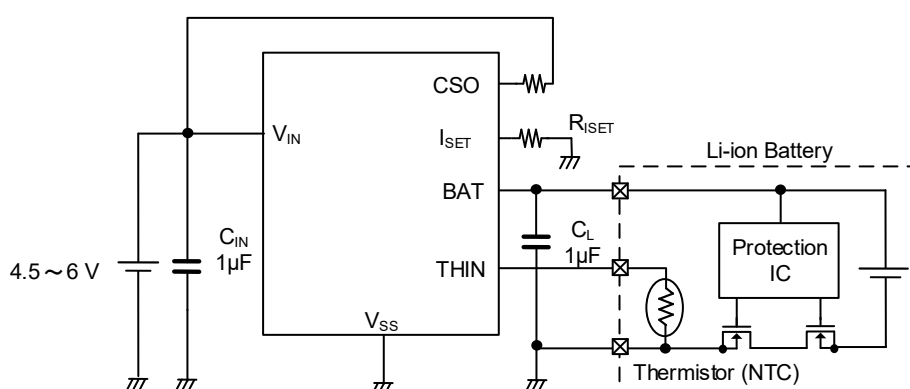 CSO
V_IN
I_SET
R_ISET
Li-ion Battery
BAT
C_IN
1μF
C_L
1μF
Protection
IC
4.5～6 V
THIN
V_SS
Thermistor (NTC)